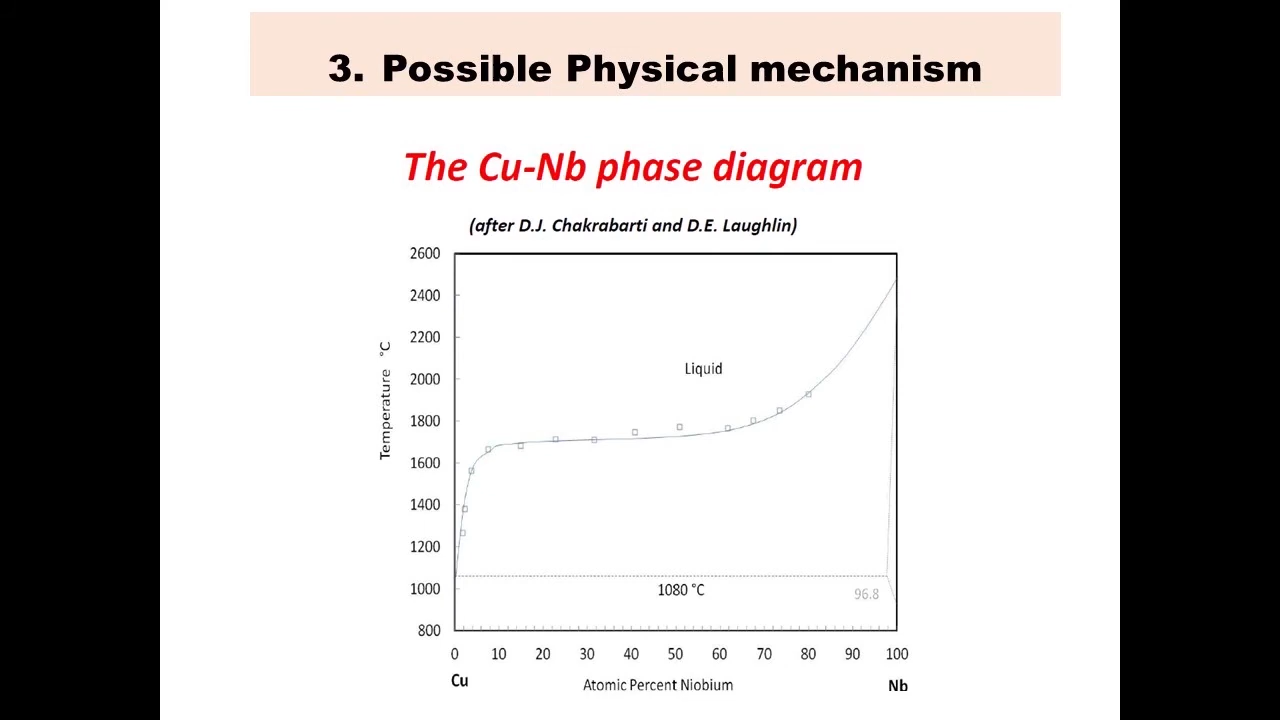 3. Possible Physical mechanism
The Cu-Nb phase diagram
(after D.J. Chakrabarti and D.E. Laughlin)
2600
2400
2200
2000
1800
1600
1400
1200
1000
800
Temperature °C
Liquid
1080 °C
96.8
0 10 20 30 40 50 60 70 80 90 100
Cu
Atomic Percent Niobium
Nb